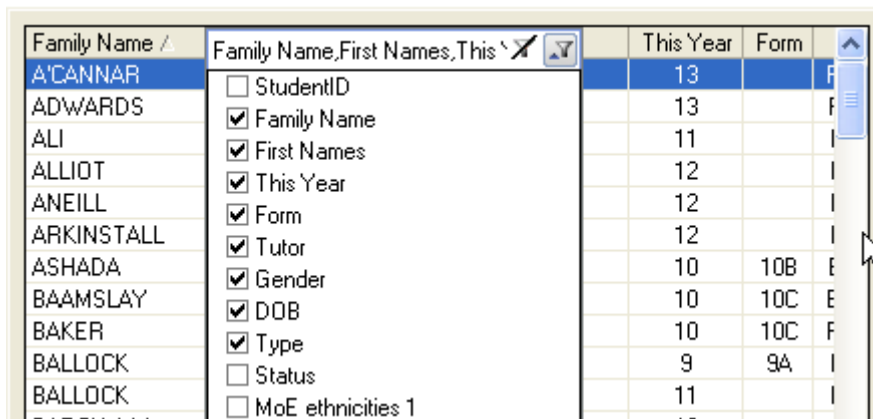 Family Name Family Name,First Names,This This Year Form
A'CANNAR StudentID 13
ADWARDS Family Name 13
ALI First Names 11
ALLIOT This Year 12
ANEILL Form 12
ARKINSTALL Tutor 12
ASHADA Gender 10 10B
BAAMSLAY DOB 10 10C
BAKER Type 10 10C
BALLOCK Status 9 9A
BALLOCK MoE ethnicities 1 11